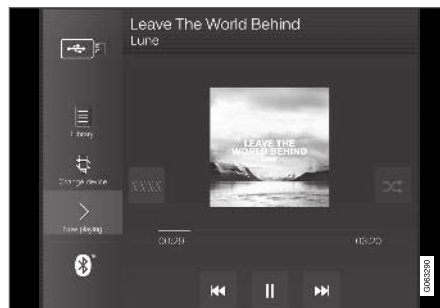 Leave The World Behind
Lune
Library
LEAVE THE
WORLD BEHIND
Change device
XXXX
Now playing
00:29
03:20
G063290